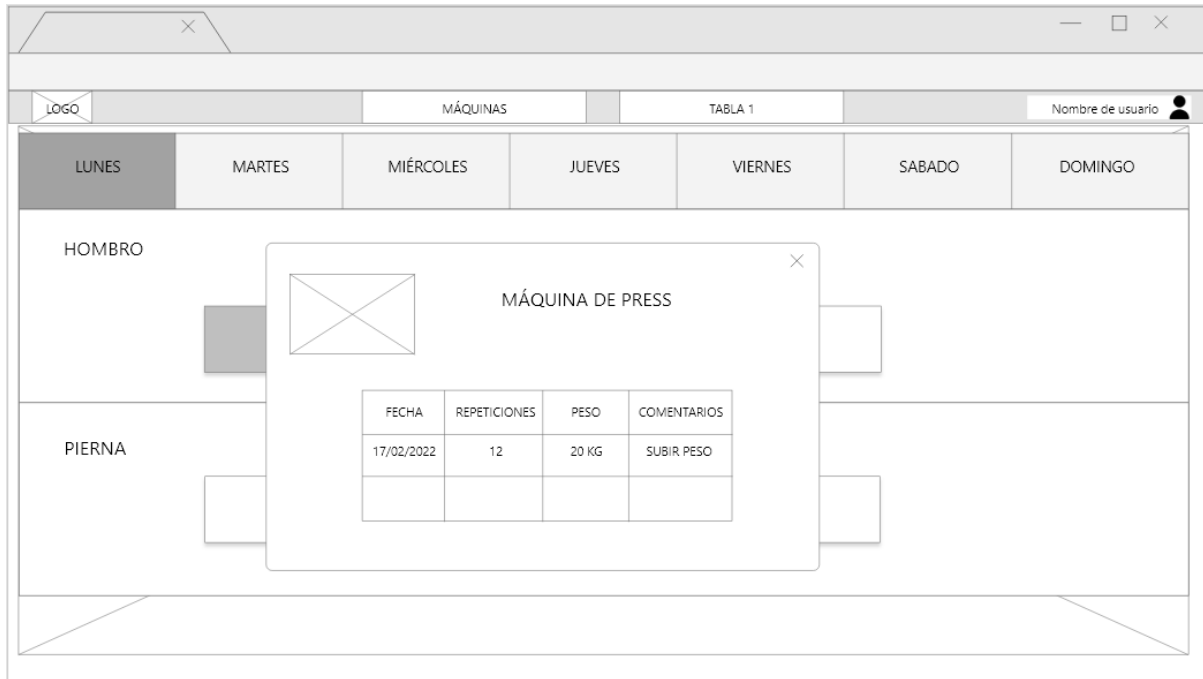 LOGO
MÁQUINAS
TABLA 1
Nombre de usuario
LUNES
MARTES
MIÉRCOLES
JUEVES
VIERNES
SABADO
DOMINGO
HOMBRO
MÁQUINA DE PRESS
FECHA REPETICIONES PESO COMENTARIOS
17/02/2022 12 20 KG SUBIR PESO
PIERNA